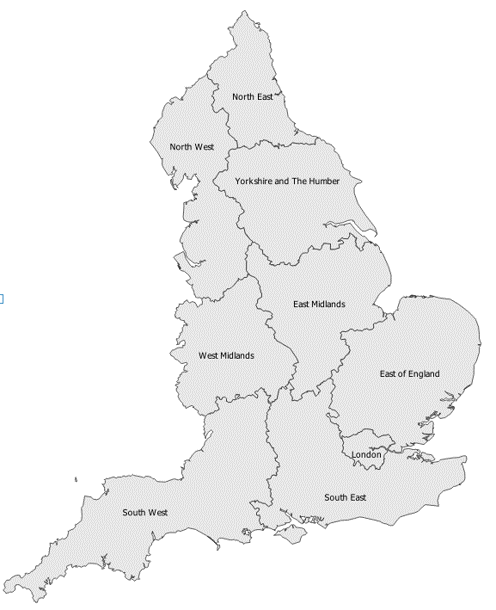 North East
North West
Yorkshire and The Humber
East Midlands
West Midlands
East of England
London
South East
South West